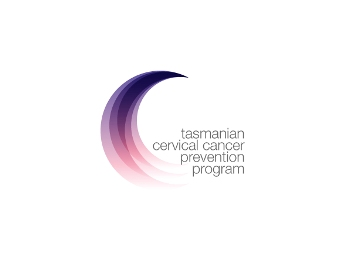 tasmanian
cervical cancer
prevention
program